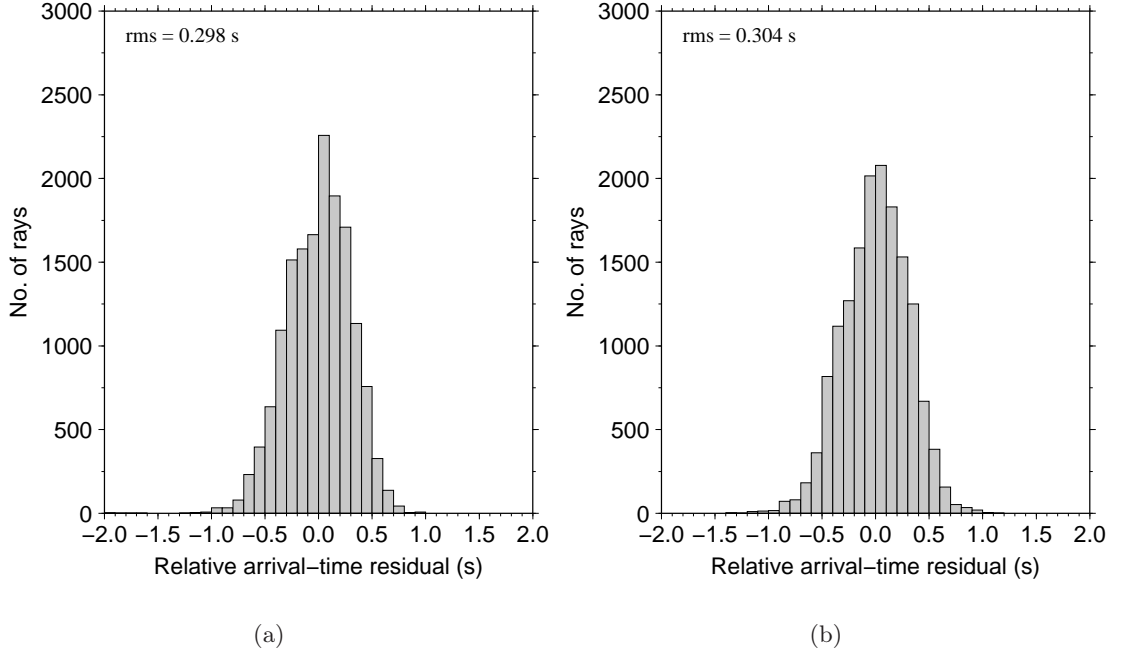 3000
2500
2000
1500
1000
500
0
No. of rays
rms = 0.298 s
−2.0 −1.5 −1.0 −0.5 0.0 0.5 1.0 1.5 2.0
Relative arrival−time residual (s)
(a)
3000
2500
2000
1500
1000
500
0
No. of rays
rms = 0.304 s
−2.0 −1.5 −1.0 −0.5 0.0 0.5 1.0 1.5 2.0
Relative arrival−time residual (s)
(b)